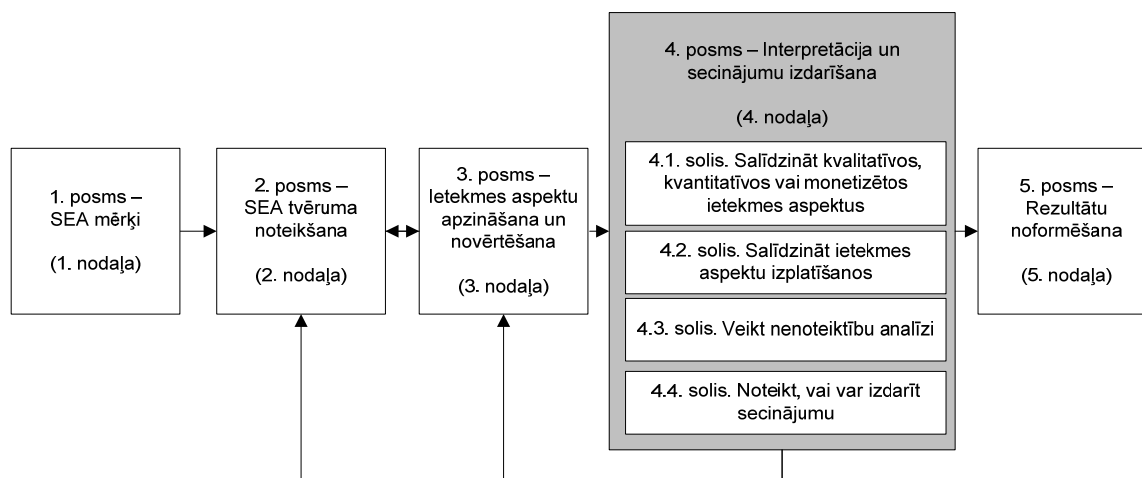 1. posms –
SEA mērķi
(1. nodaļa)
2. posms –
SEA tvēruma
noteikšana
(2. nodaļa)
3. posms –
Ietekmes aspektu
apzināšana un
novērtēšana
(3. nodaļa)
4. posms – Interpretācija un
secinājumu izdarīšana
(4. nodaļa)
4.1. solis. Salīdzināt kvalitatīvos,
kvantitatīvos vai monetizētos
ietekmes aspektus
4.2. solis. Salīdzināt ietekmes
aspektu izplatīšanos
4.3. solis. Veikt nenoteiktību analīzi
4.4. solis. Noteikt, vai var izdarīt
secinājumu
5. posms –
Rezultātu
noformēšana
(5. nodaļa)